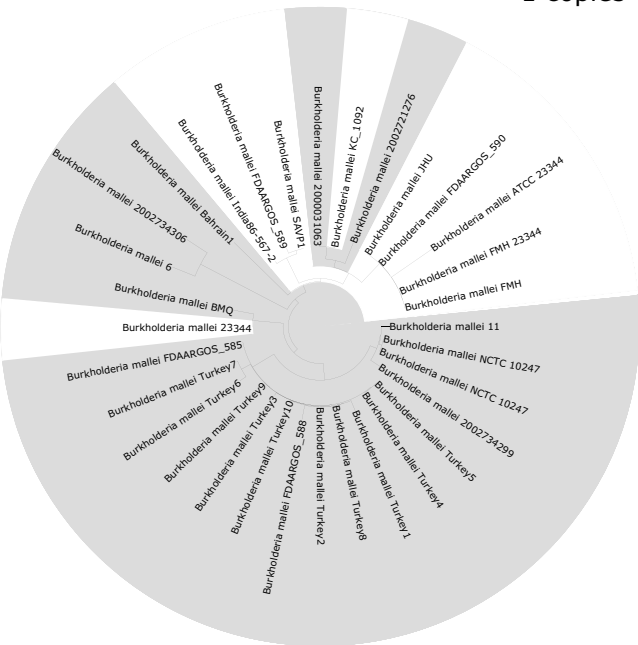 Burkholderia mallei 2000031063
Burkholderia mallei KC_1092
Burkholderia mallei 2002721276
Burkholderia mallei JHU
Burkholderia mallei FDAARGOS_590
Burkholderia mallei ATCC 23344
Burkholderia mallei FMH 23344
Burkholderia mallei FMH
Burkholderia mallei 11
Burkholderia mallei NCTC 10247
Burkholderia mallei NCTC 10247
Burkholderia mallei 2002734299
Burkholderia mallei Turkey5
Burkholderia mallei Turkey4
Burkholderia mallei Turkey1
Burkholderia mallei Turkey8
Burkholderia mallei Turkey2
Burkholderia mallei FDAARGOS_588
Burkholderia mallei Turkey10
Burkholderia mallei Turkey3
Burkholderia mallei Turkey9
Burkholderia mallei Turkey6
Burkholderia mallei Turkey7
Burkholderia mallei FDAARGOS_585
Burkholderia mallei 23344
Burkholderia mallei BMQ
Burkholderia mallei 6
Burkholderia mallei 2002734306
Burkholderia mallei Bahrain1
Burkholderia mallei India86-567-2
Burkholderia mallei FDAARGOS_589
Burkholderia mallei SAVP1